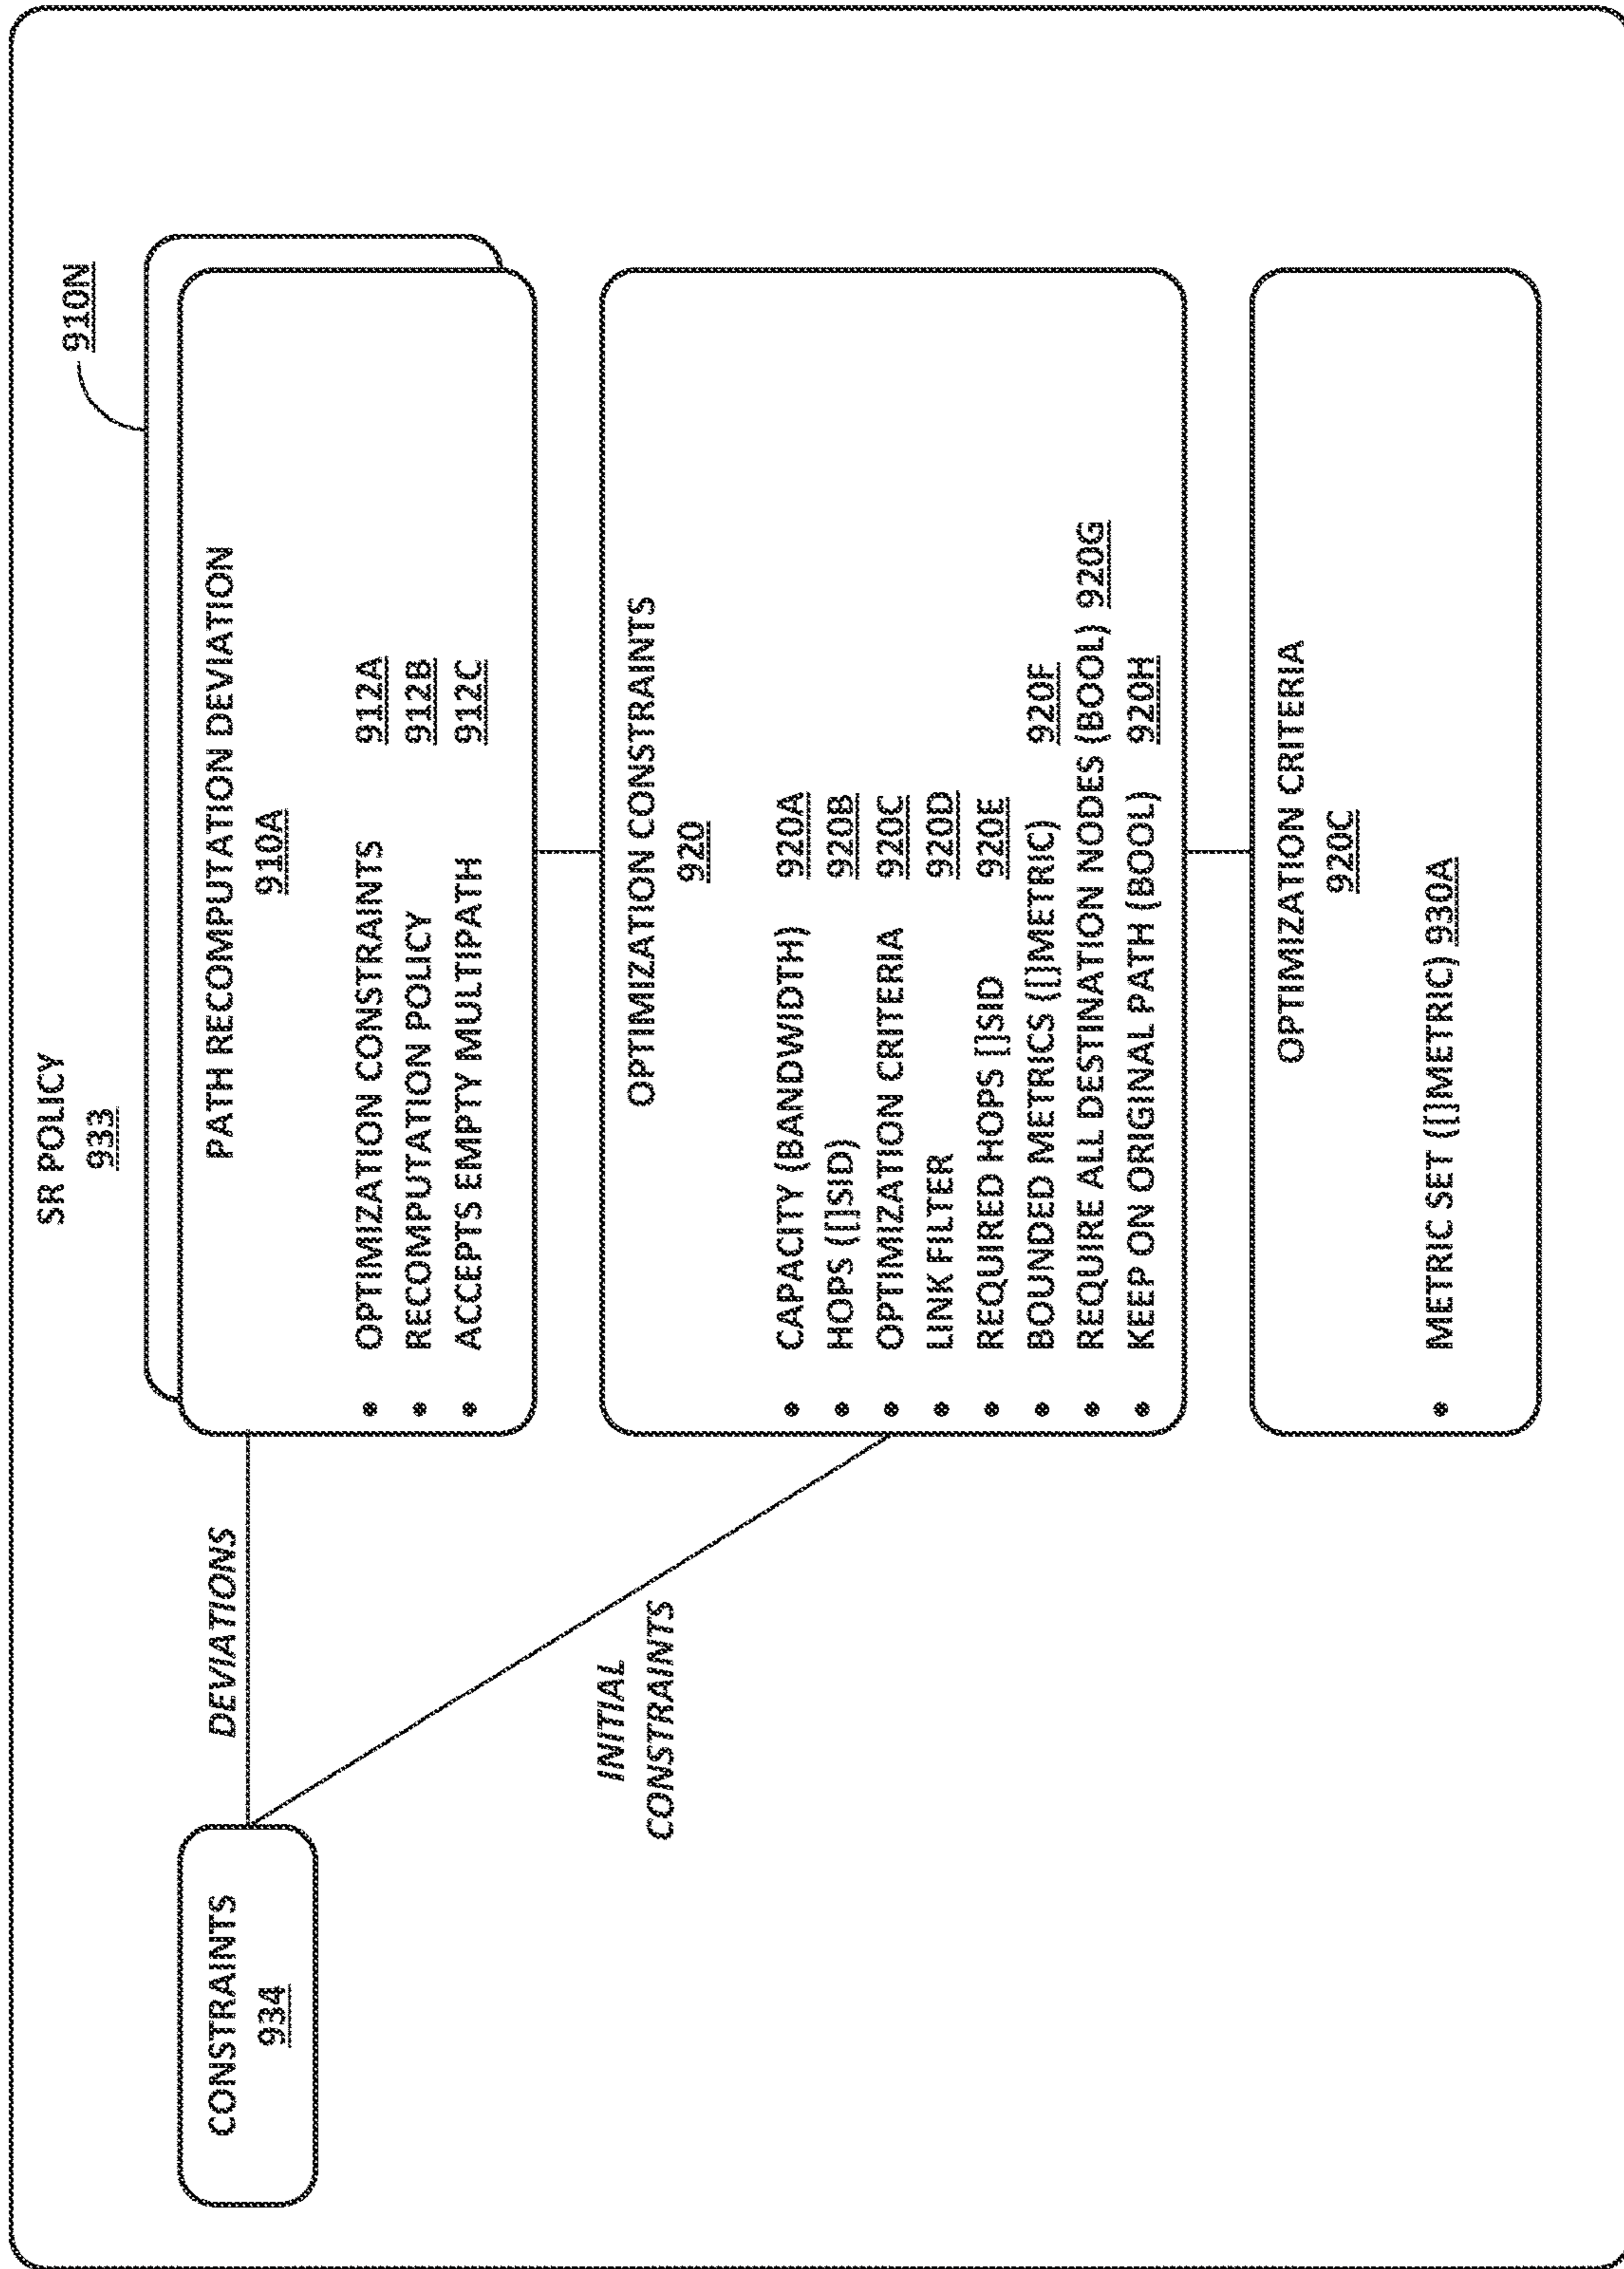 SR POLICY
933
CONSTRAINTS
934
DEVIATIONS
INITIAL
CONSTRAINTS
910N
PATH RECOMPUTATION DEVIATION
910A
• OPTIMIZATION CONSTRAINTS 912A
• RECOMPUTATION POLICY 912B
• ACCEPTS EMPTY MULTIPATH 912C
OPTIMIZATION CONSTRAINTS
920
• CAPACITY (BANDWIDTH) 920A
• HOPS ([]SID) 920B
• OPTIMIZATION CRITERIA 920C
• LINK FILTER 920D
• REQUIRED HOPS []SID 920E
• BOUNDED METRICS ([]METRIC) 920F
• REQUIRE ALL DESTINATION NODES (BOOL) 920G
• KEEP ON ORIGINAL PATH (BOOL) 920H
OPTIMIZATION CRITERIA
920C
• METRIC SET ([]METRIC) 930A